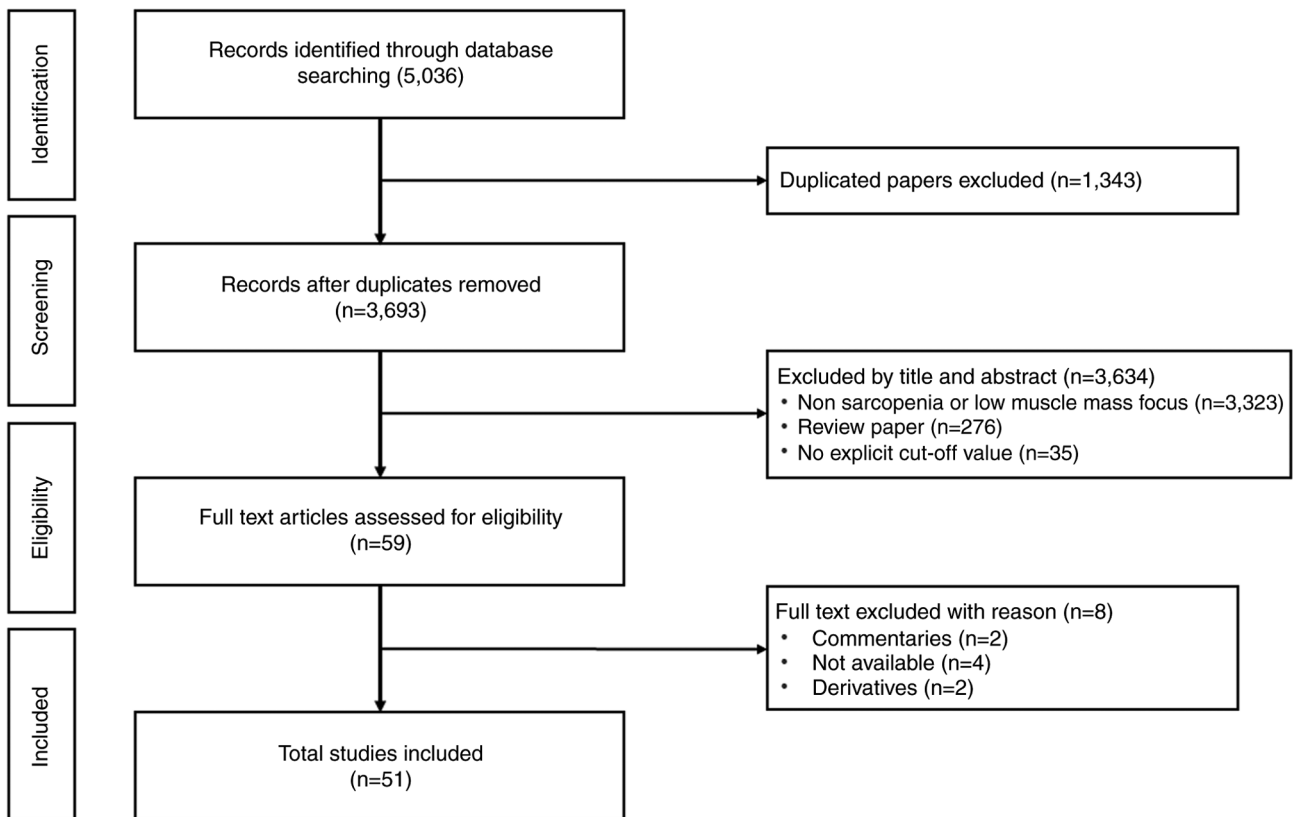 Identification
Records identified through database
searching (5,036)
Duplicated papers excluded (n=1,343)
Screening
Records after duplicates removed
(n=3,693)
Excluded by title and abstract (n=3,634)
• Non sarcopenia or low muscle mass focus (n=3,323)
• Review paper (n=276)
• No explicit cut-off value (n=35)
Eligibility
Full text articles assessed for eligibility
(n=59)
Full text excluded with reason (n=8)
• Commentaries (n=2)
• Not available (n=4)
• Derivatives (n=2)
Included
Total studies included
(n=51)